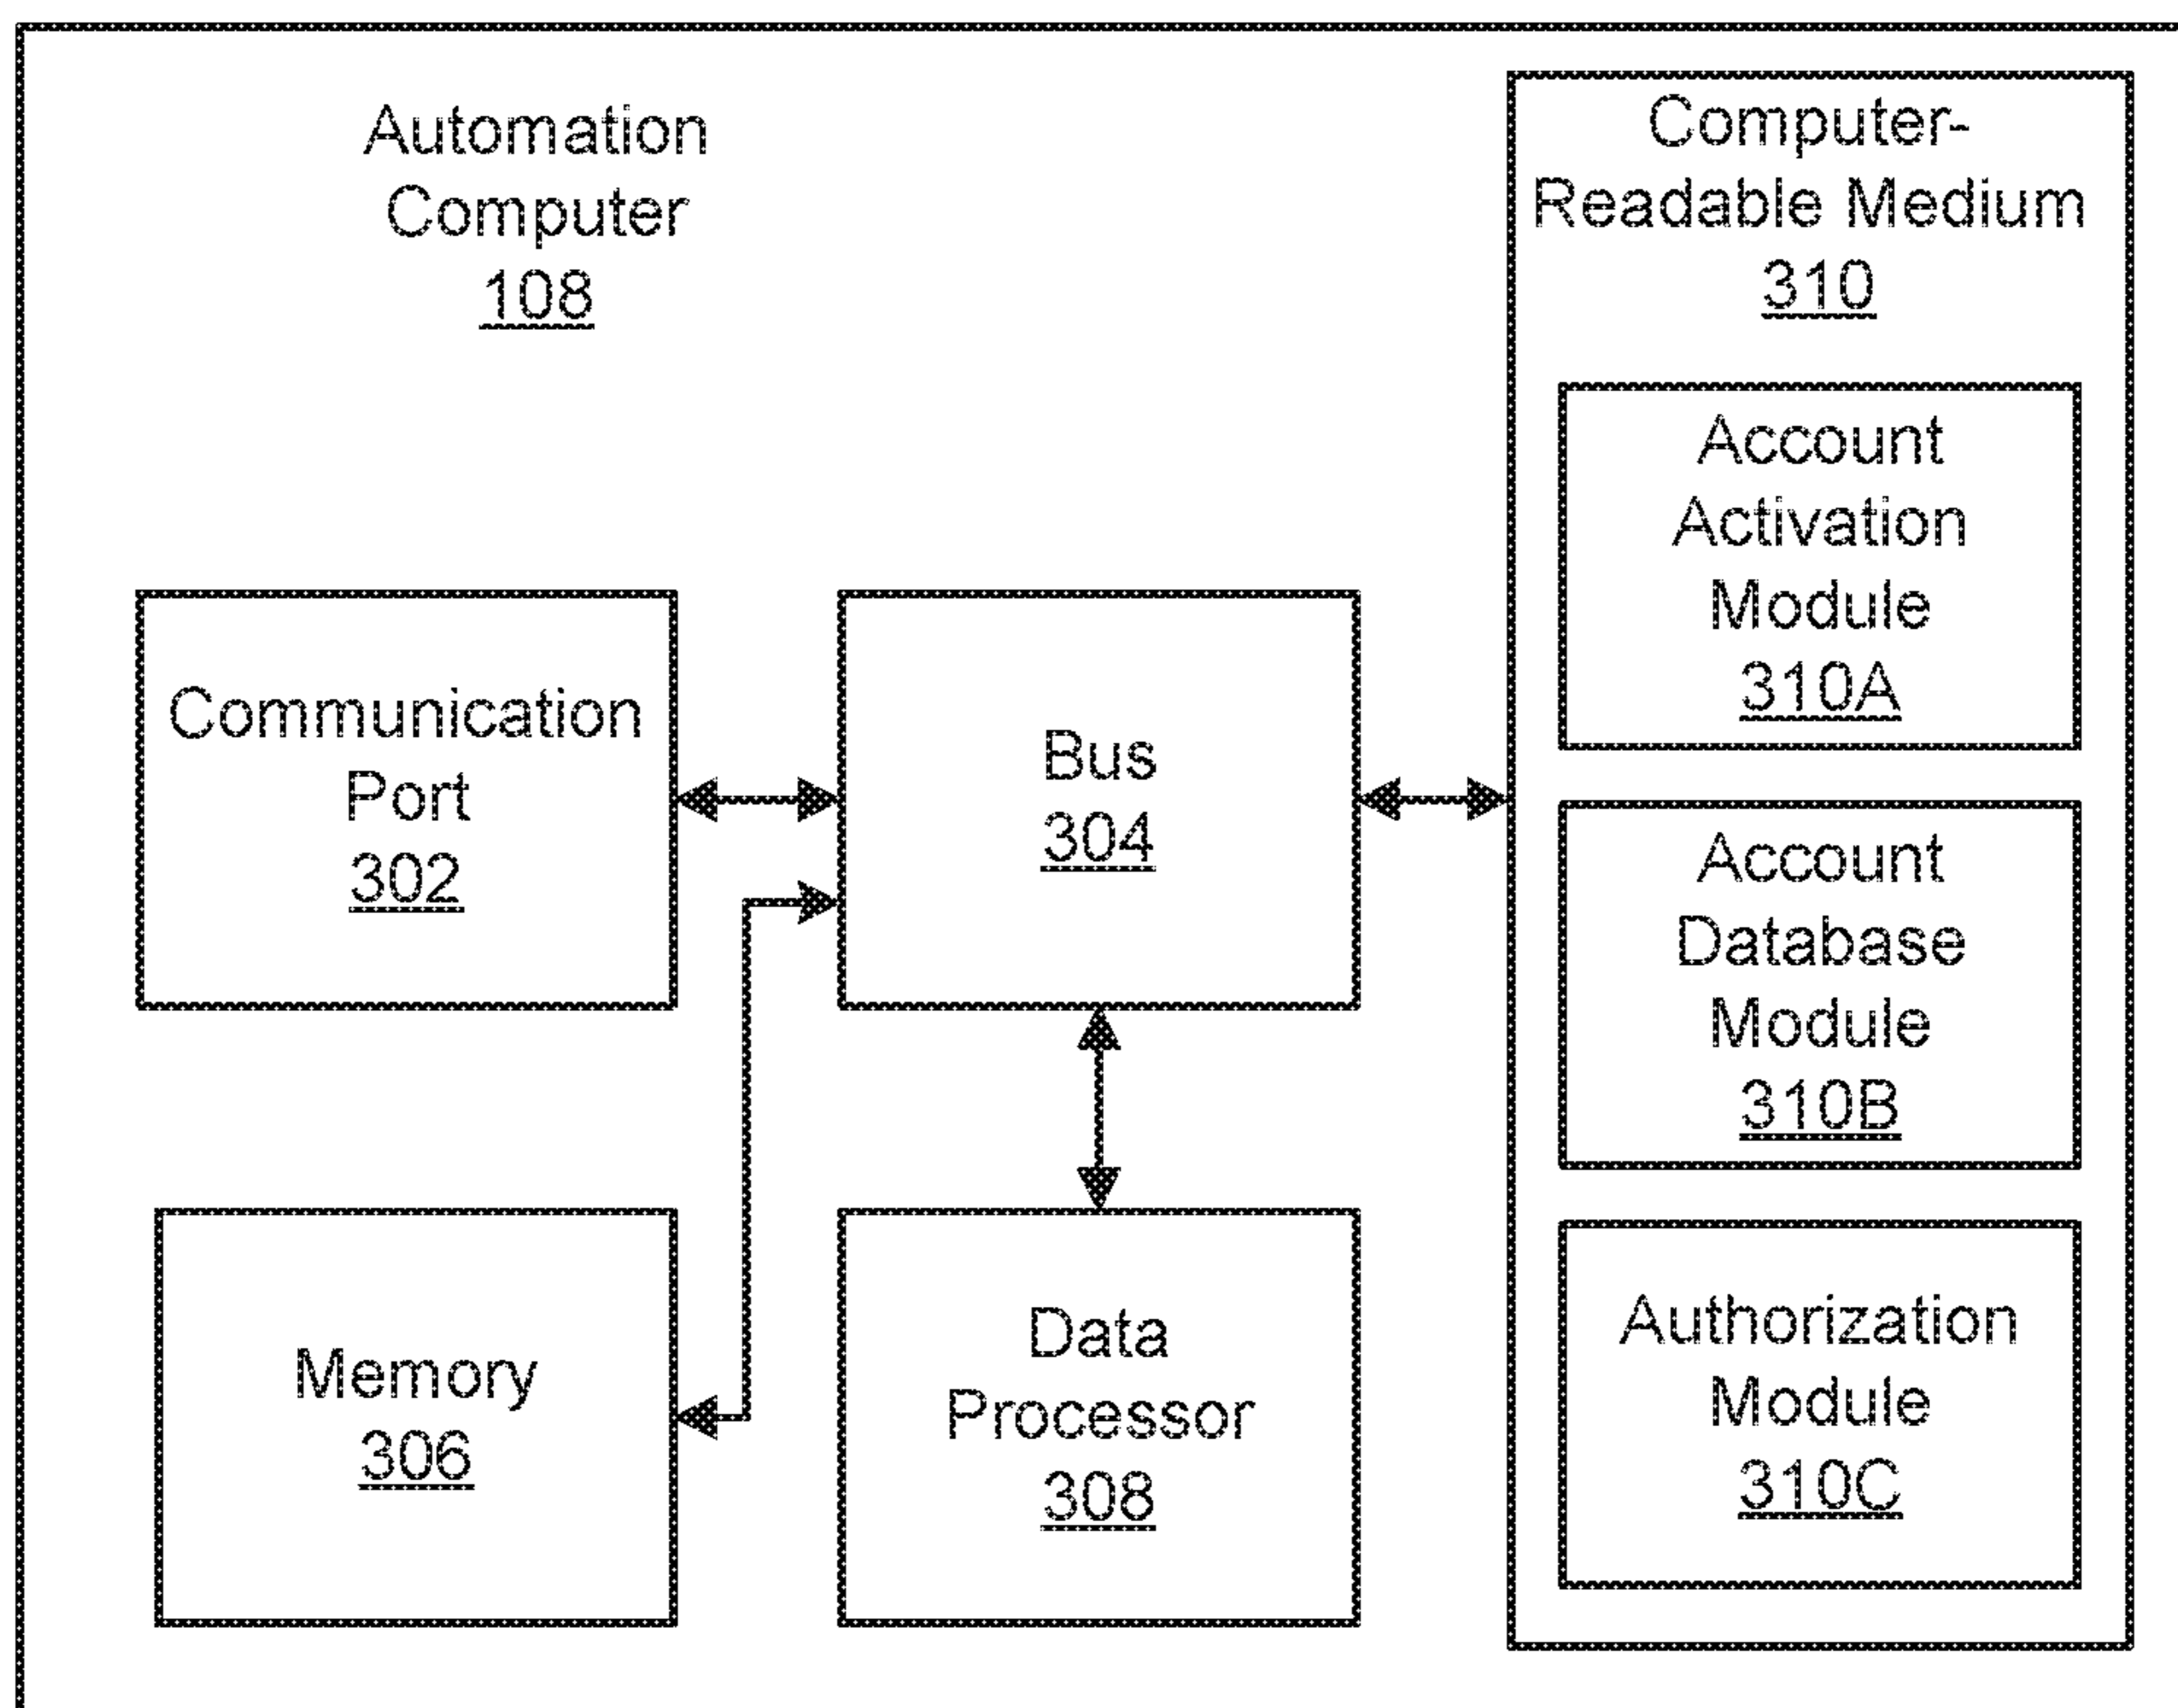 Automation
Computer
108
Computer-
Readable Medium
310
Account
Activation
Module
310A
Communication
Port
302
Bus
304
Account
Database
Module
310B
Memory
306
Data
Processor
308
Authorization
Module
310C